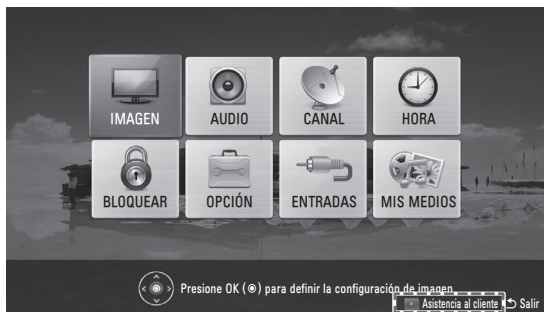 IMAGEN AUDIO CANAL HORA
BLOQUEAR OPCIÓN ENTRADAS MIS MEDIOS
Presione OK (◉) para definir la configuración de imagen
Asistencia al cliente Salir